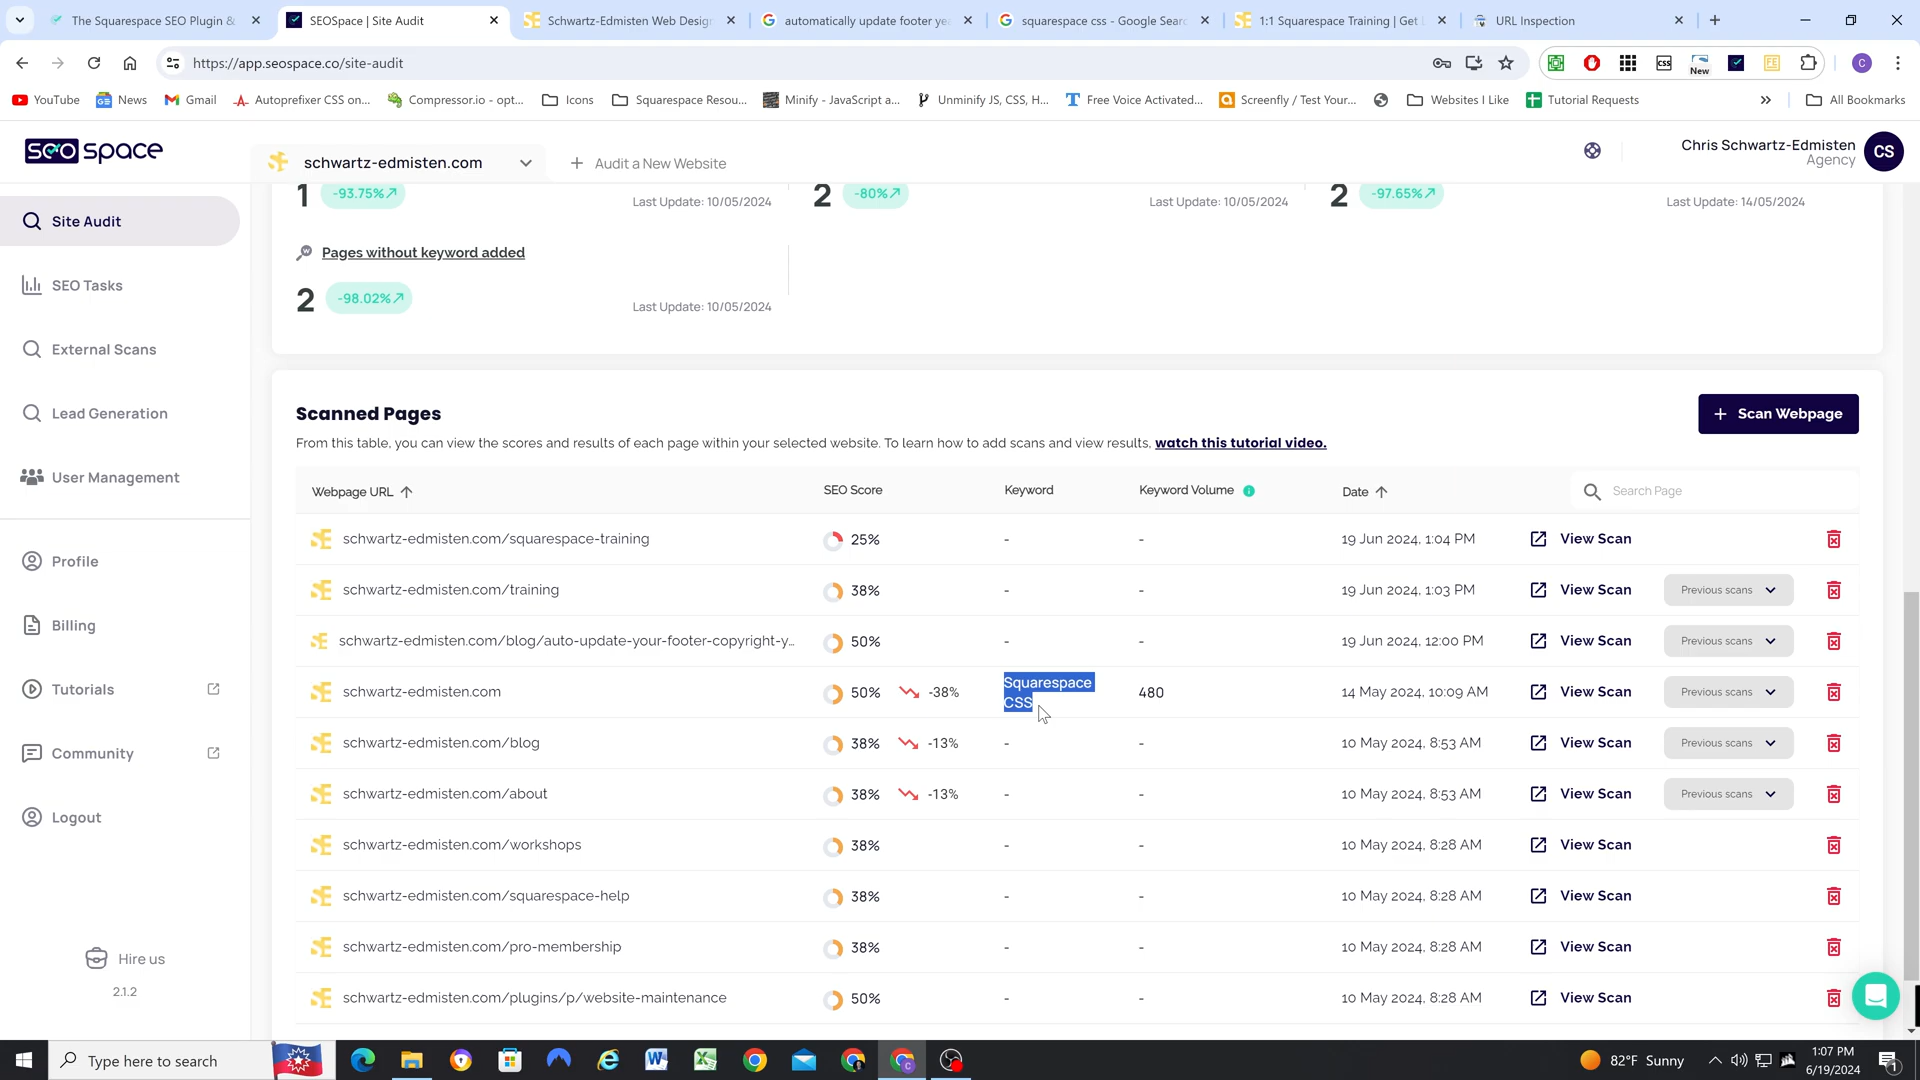 The Squarespace SEO Plugin &
SEOSpace | Site Audit
Schwartz-Edmisten Web Design
automatically update footer yea
squarespace css - Google Searc
1:1 Squarespace Training | Get L
URL Inspection
https://app.seospace.co/site-audit
css
New
FE
C
YouTube
News
Gmail
Autoprefixer CSS on...
Compressor.io - opt...
Icons
Squarespace Resou...
Minify - JavaScript a...
Unminify JS, CSS, H...
Free Voice Activated...
Screenfly / Test Your...
Websites I Like
Tutorial Requests
All Bookmarks
seo space
schwartz-edmisten.com
+ Audit a New Website
Chris Schwartz-Edmisten
Agency
CS
Site Audit
SEO Tasks
External Scans
Lead Generation
User Management
Profile
Billing
Tutorials
Community
Logout
Hire us
2.1.2
1 -93.75% Last Update: 10/05/2024
2 -80% Last Update: 10/05/2024
2 -97.65% Last Update: 14/05/2024
Pages without keyword added
2 -98.02% Last Update: 10/05/2024
Scanned Pages
+ Scan Webpage
From this table, you can view the scores and results of each page within your selected website. To learn how to add scans and view results, watch this tutorial video.
Webpage URL SEO Score Keyword Keyword Volume Date Search Page
schwartz-edmisten.com/squarespace-training 25% - - 19 Jun 2024, 1:04 PM View Scan
schwartz-edmisten.com/training 38% - - 19 Jun 2024, 1:03 PM View Scan Previous scans
schwartz-edmisten.com/blog/auto-update-your-footer-copyright-y... 50% - - 19 Jun 2024, 12:00 PM View Scan Previous scans
schwartz-edmisten.com 50% -38% Squarespace CSS 480 14 May 2024, 10:09 AM View Scan Previous scans
schwartz-edmisten.com/blog 38% -13% - - 10 May 2024, 8:53 AM View Scan Previous scans
schwartz-edmisten.com/about 38% -13% - - 10 May 2024, 8:53 AM View Scan Previous scans
schwartz-edmisten.com/workshops 38% - - 10 May 2024, 8:28 AM View Scan
schwartz-edmisten.com/squarespace-help 38% - - 10 May 2024, 8:28 AM View Scan
schwartz-edmisten.com/pro-membership 38% - - 10 May 2024, 8:28 AM View Scan
schwartz-edmisten.com/plugins/p/website-maintenance 50% - - 10 May 2024, 8:28 AM View Scan
Type here to search
82°F Sunny
1:07 PM
6/19/2024
1